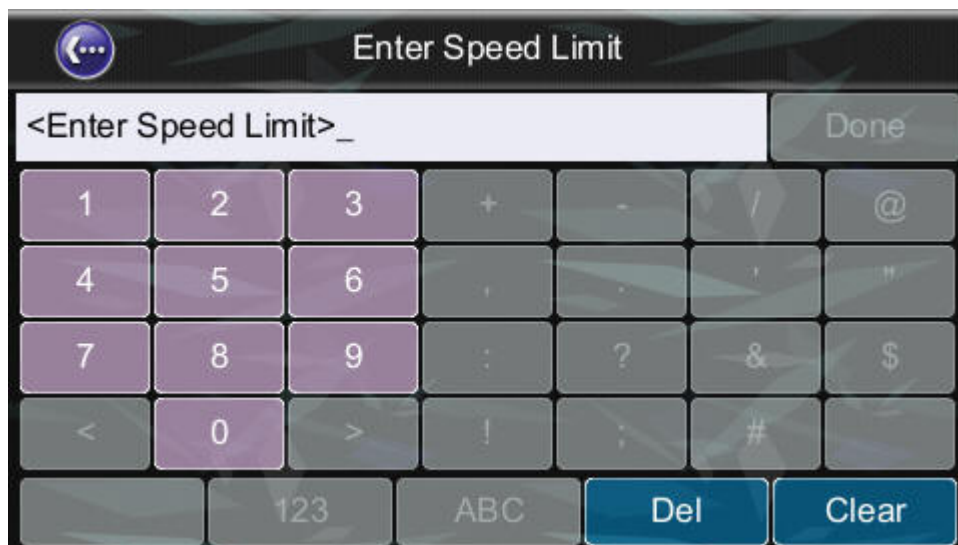 Enter Speed Limit
<Enter Speed Limit>_ Done
1 2 3 + - / @
4 5 6 , . ' "
7 8 9 : ? & $
< 0 > ! ; #
123 ABC Del Clear